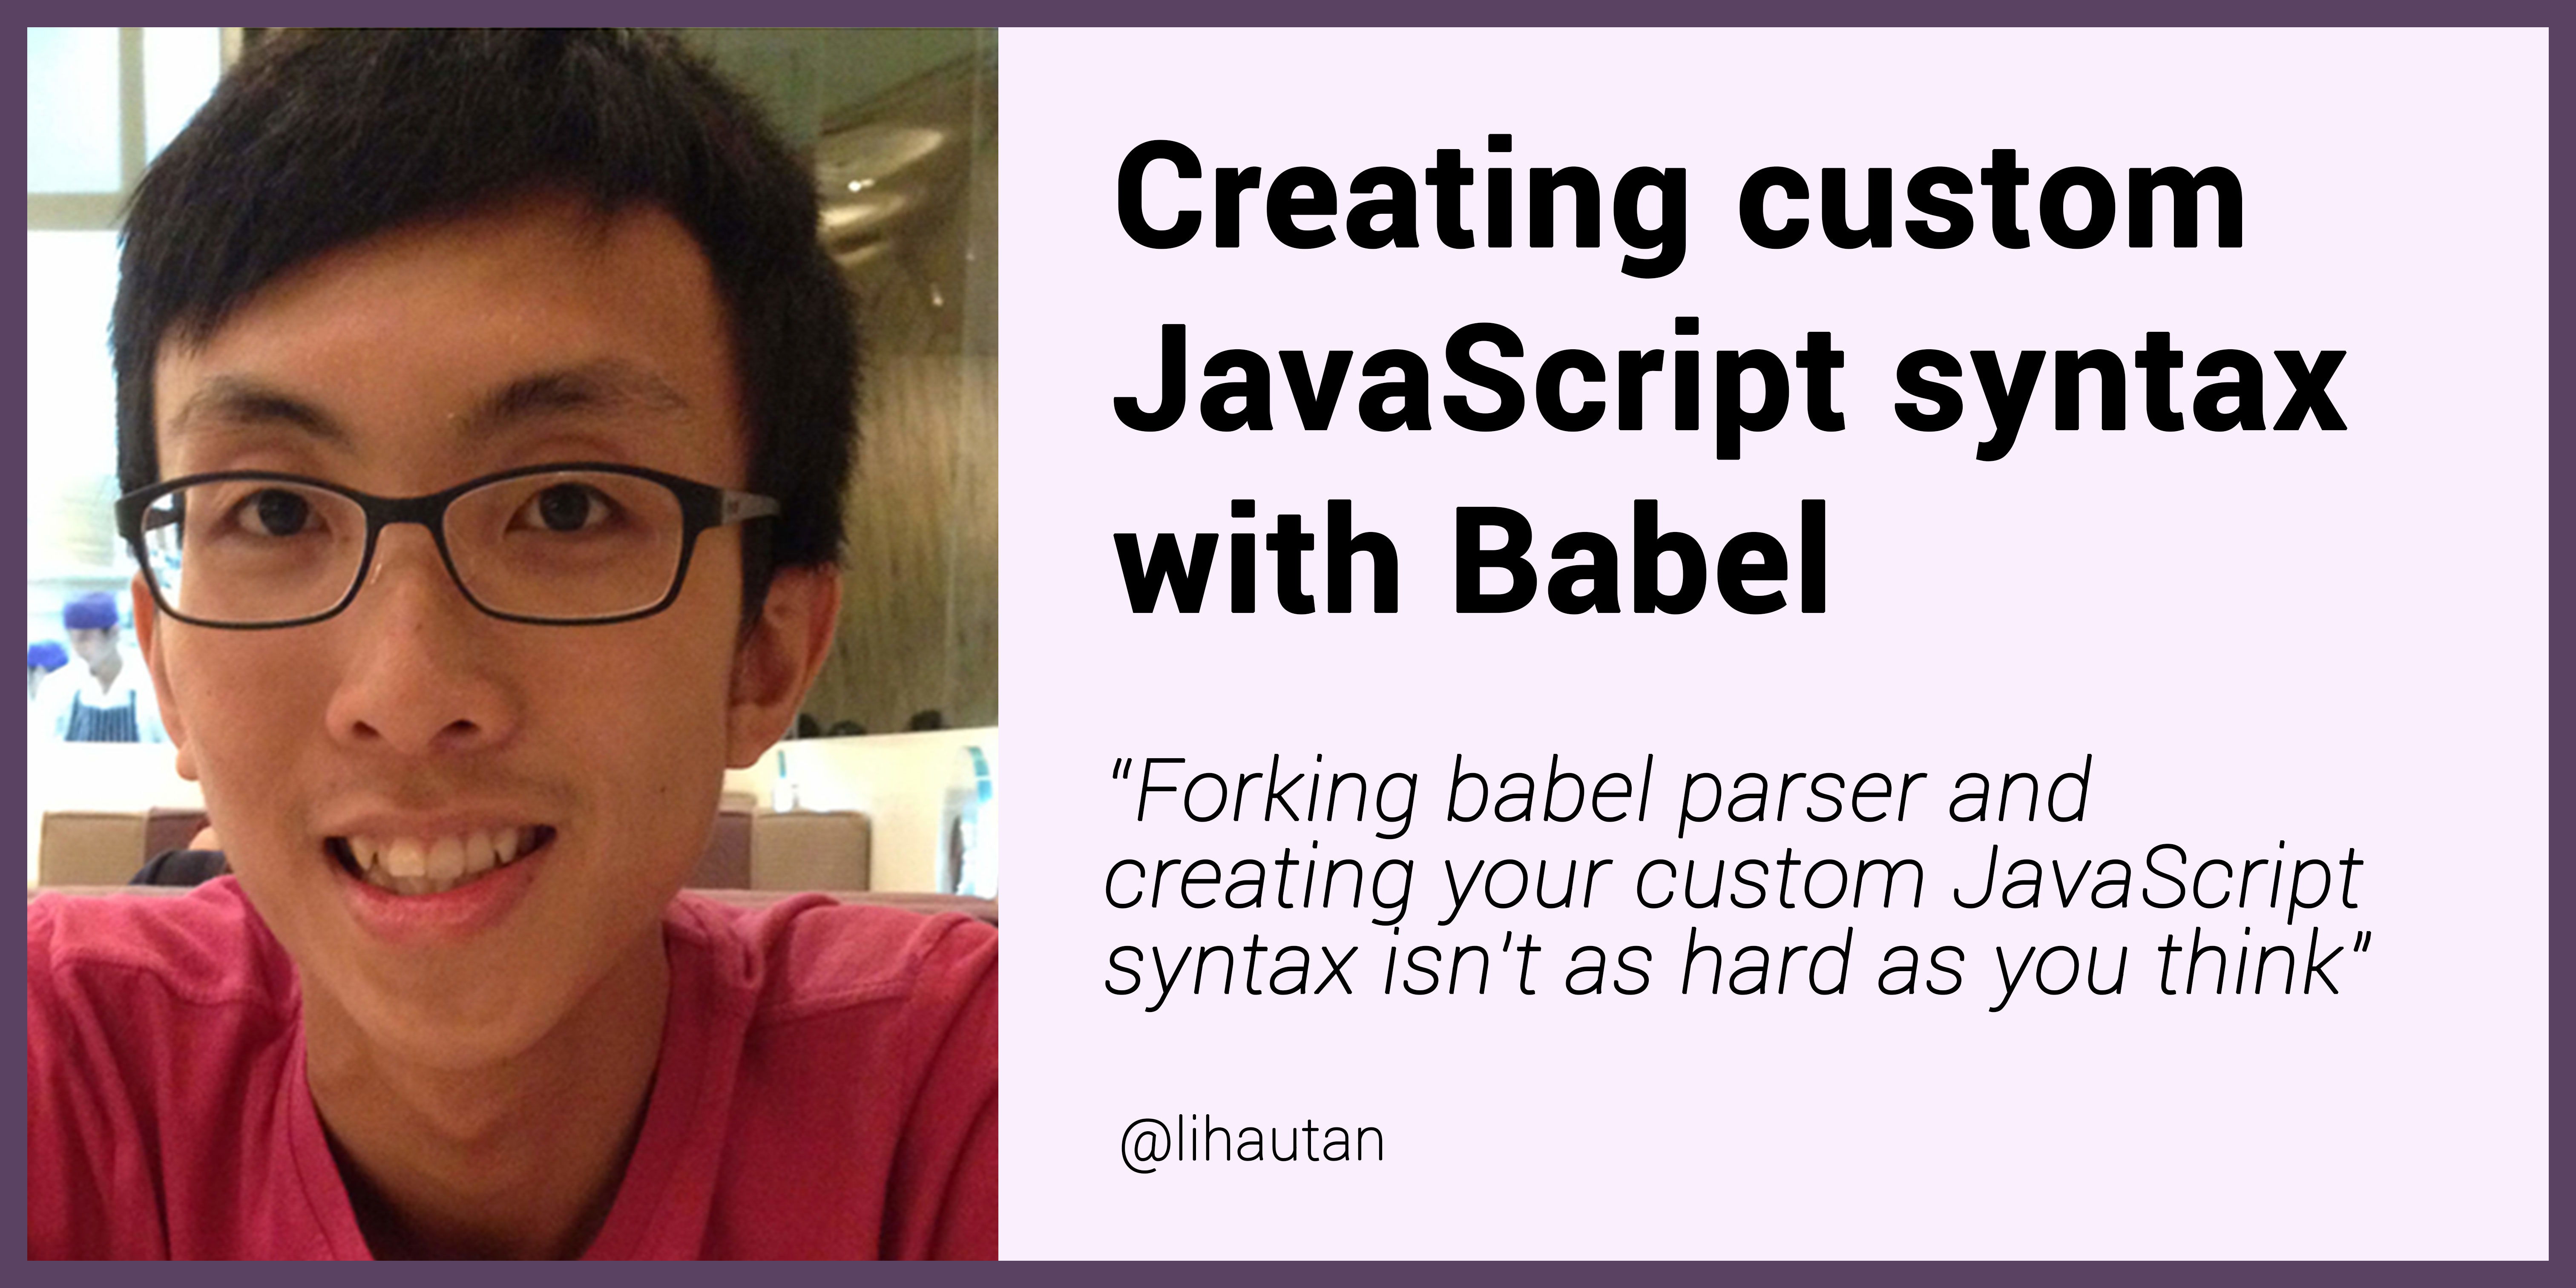 Creating custom
JavaScript syntax
with Babel
"Forking babel parser and
creating your custom JavaScript
syntax isn't as hard as you think"
@lihautan